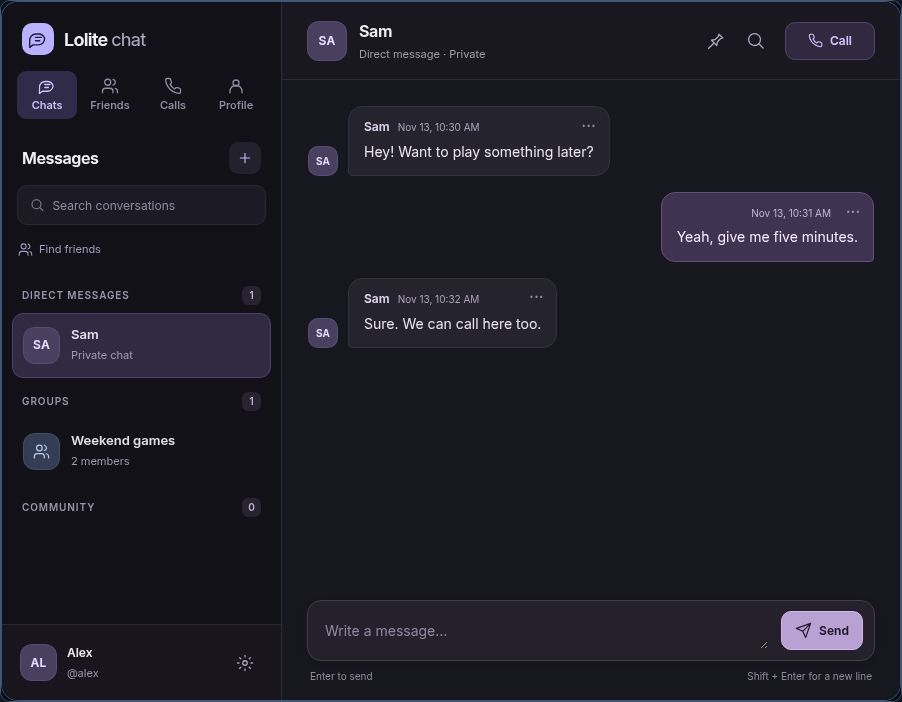 Lolite chat
Chats
Friends
Calls
Profile
Messages
Search conversations
Find friends
DIRECT MESSAGES 1
SA
Sam
Private chat
GROUPS 1
Weekend games
2 members
COMMUNITY 0
AL
Alex
@alex
SA
Sam
Direct message · Private
Call
Sam Nov 13, 10:30 AM
SA
Hey! Want to play something later?
Nov 13, 10:31 AM
Yeah, give me five minutes.
Sam Nov 13, 10:32 AM
SA
Sure. We can call here too.
Write a message...
Send
Enter to send
Shift + Enter for a new line